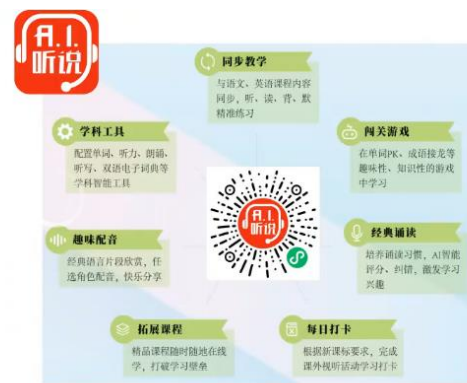 A.I.
听说
同步教学
与语文、英语课程内容
同步，听、读、背、默
精准练习
学科工具
配置单词、听力、朗诵、
听写、双语电子词典等
学科智能工具
闯关游戏
在单词PK、成语接龙等
趣味性、知识性的游戏
中学习
A.I.
听说
趣味配音
经典语言片段欣赏，任
选角色配音，快乐分享
经典诵读
培养诵读习惯，AI智能
评分、纠错，激发学习
兴趣
拓展课程
精品课程随时随地在线
学，打破学习壁垒
每日打卡
根据新课标要求，完成
课外视听活动学习打卡